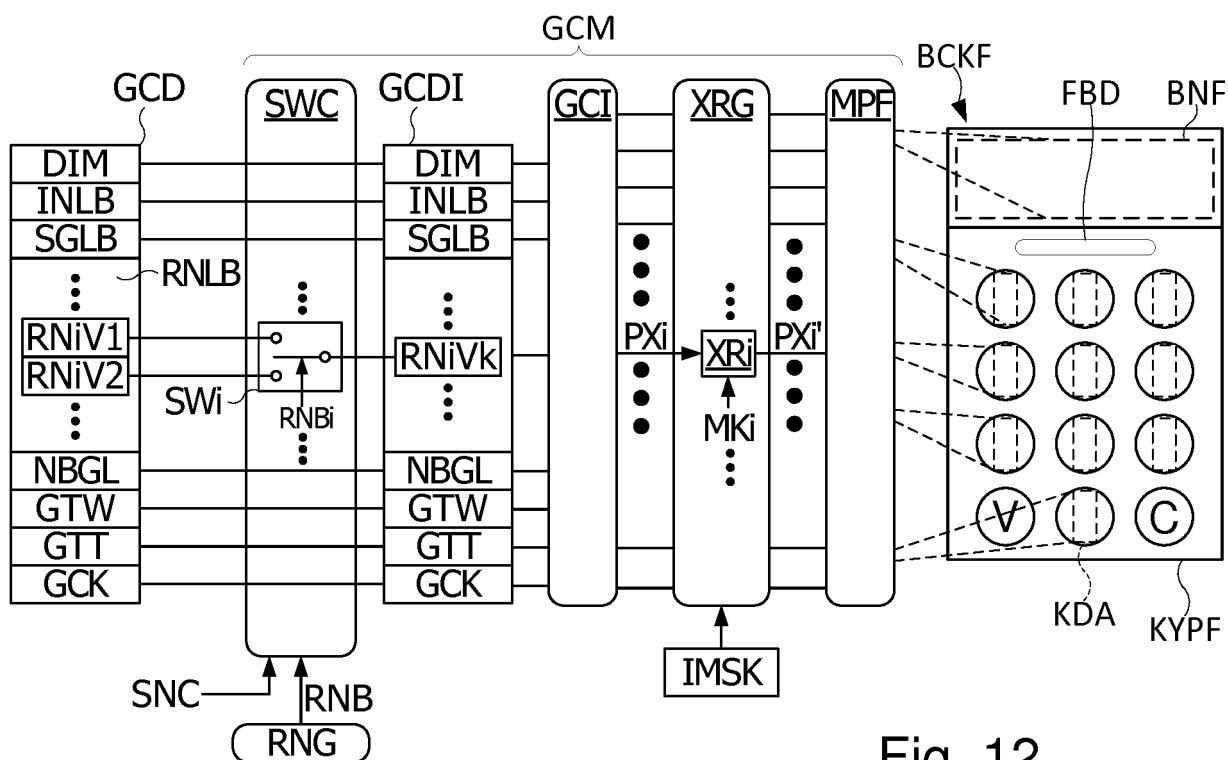 GCM
GCD
SWC
GCDI
GCI
XRG
MPF
BCKF
FBD
BNF
DIM
INLB
SGLB
RNLB
RNiV1
RNiV2
NBGL
GTW
GTT
GCK
SWi
RNBi
DIM
INLB
SGLB
RNiVk
NBGL
GTW
GTT
GCK
PXi
XRi
PXi'
MKi
V
C
KDA
KYPF
IMSK
SNC
RNB
RNG
Fig. 12